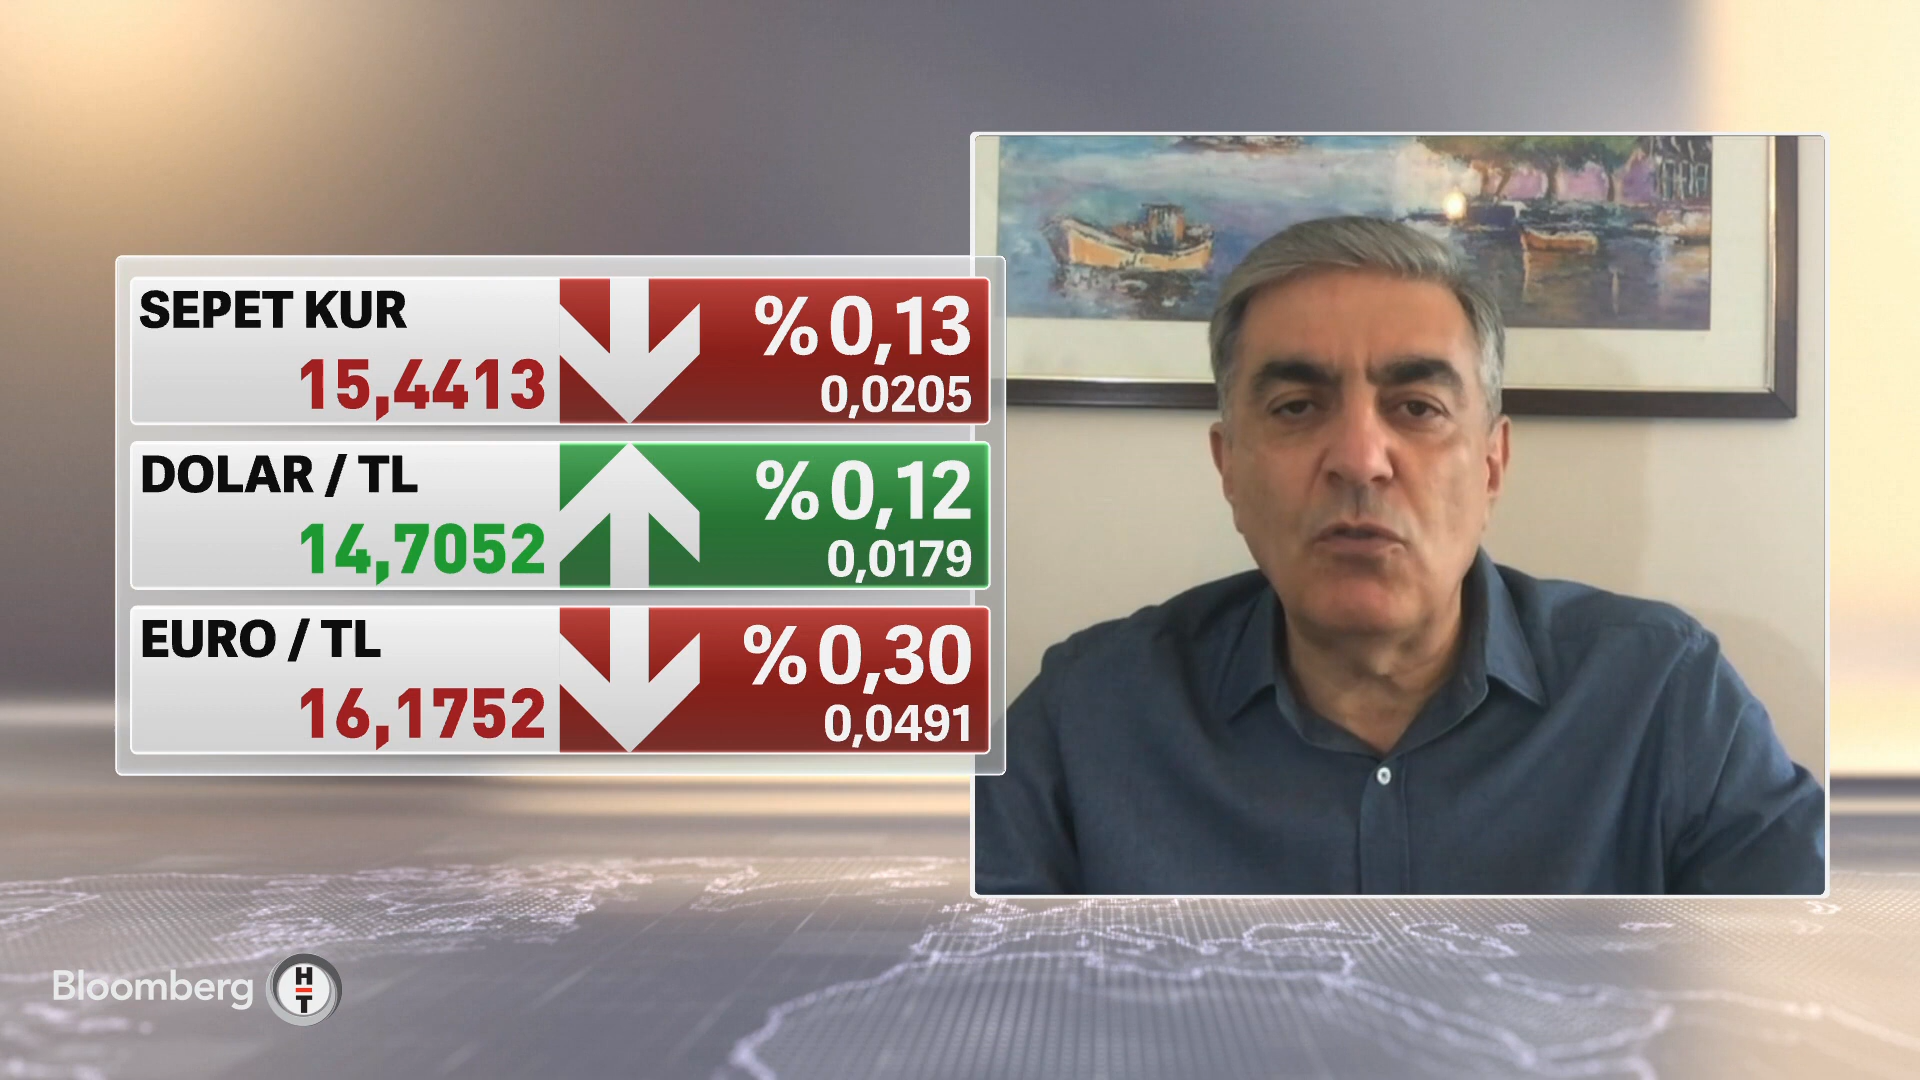 SEPET KUR
15,4413
%0,13
0,0205
DOLAR / TL
14,7052
%0,12
0,0179
EURO / TL
16,1752
%0,30
0,0491
Bloomberg HT